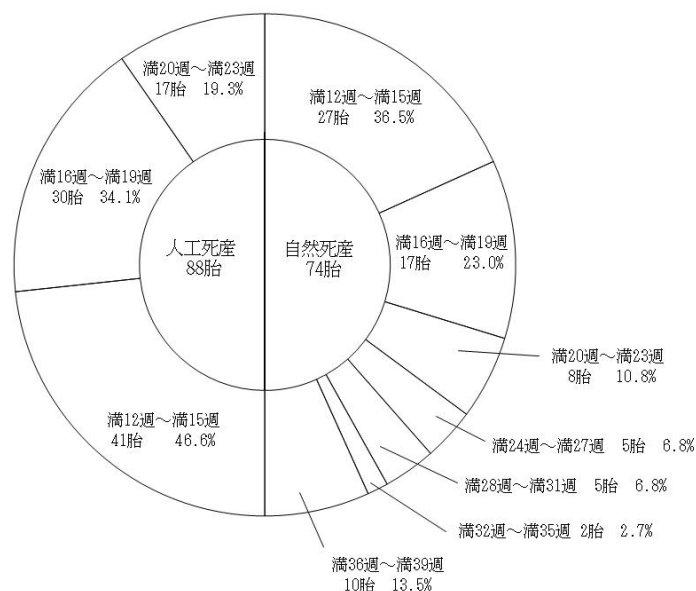 満20週～満23週
17胎 19.3%
満12週～満15週
27胎 36.5%
満16週～満19週
30胎 34.1%
人工死産
88胎
自然死産
74胎
満16週～満19週
17胎 23.0%
満20週～満23週
8胎 10.8%
満12週～満15週
41胎 46.6%
満24週～満27週 5胎 6.8%
満28週～満31週 5胎 6.8%
満32週～満35週 2胎 2.7%
満36週～満39週
10胎 13.5%